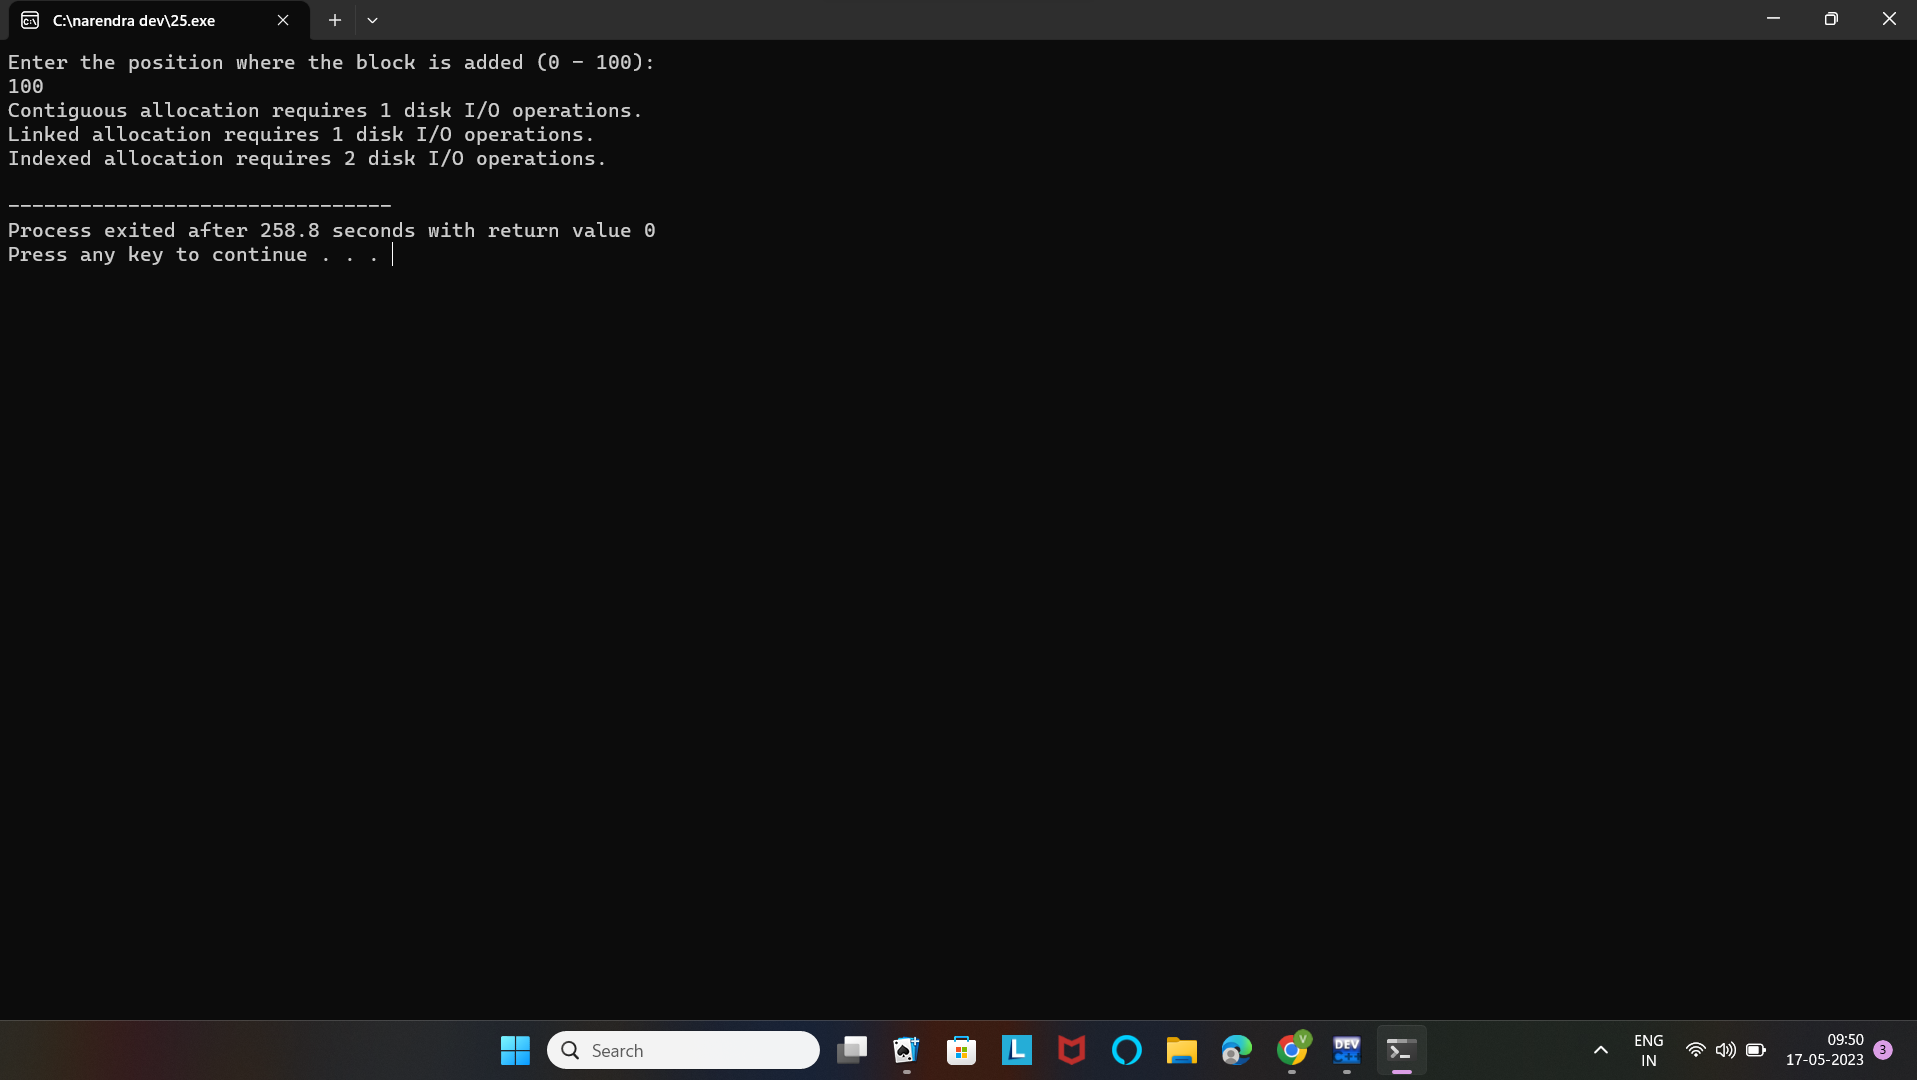 C:\narendra dev\25.exe
Enter the position where the block is added (0 - 100):
100
Contiguous allocation requires 1 disk I/O operations.
Linked allocation requires 1 disk I/O operations.
Indexed allocation requires 2 disk I/O operations.
--------------------------------
Process exited after 258.8 seconds with return value 0
Press any key to continue . . .
Search
L
V
DEV
C++
ENG
IN
09:50
17-05-2023
3